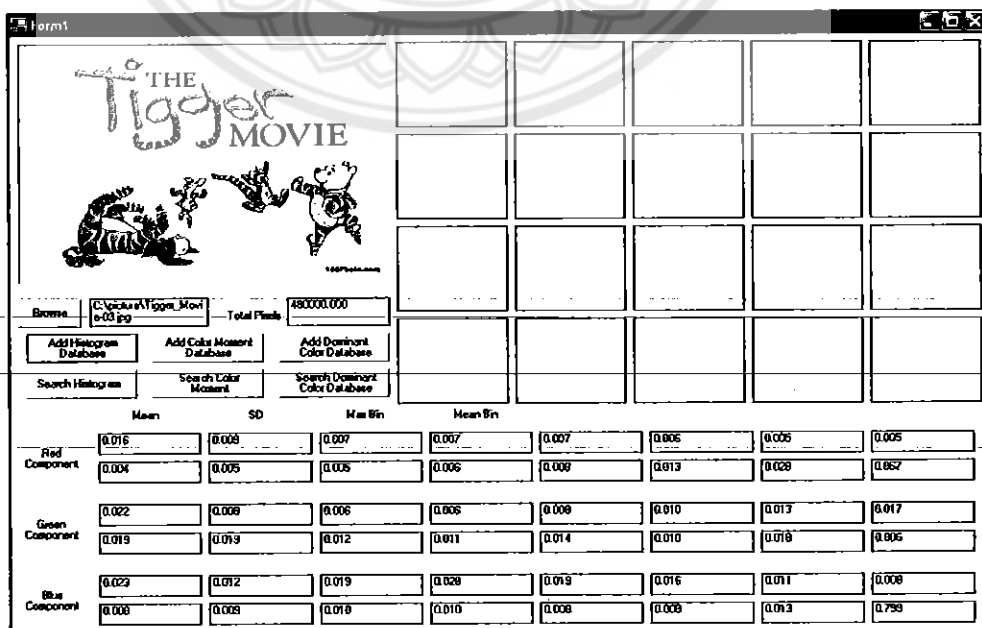 Form1
THE
Tigger
MOVIE
Browse
C:\picture\Tigger_Movi
e-03.jpg
Total Pixels
480000.000
Add Histogram
Database
Add Color Moment
Database
Add Dominant
Color Database
Search Histogram
Search Color
Moment
Search Dominant
Color Database
Mean SD Max Bin Mean Bin
Red
Component
0.016 0.009 0.007 0.007 0.007 0.006 0.005 0.005
0.004 0.005 0.005 0.006 0.008 0.013 0.028 0.862
Green
Component
0.022 0.008 0.006 0.006 0.008 0.010 0.013 0.017
0.019 0.019 0.012 0.011 0.014 0.010 0.018 0.806
Blue
Component
0.023 0.012 0.019 0.028 0.019 0.016 0.011 0.008
0.008 0.009 0.010 0.010 0.008 0.009 0.013 0.799